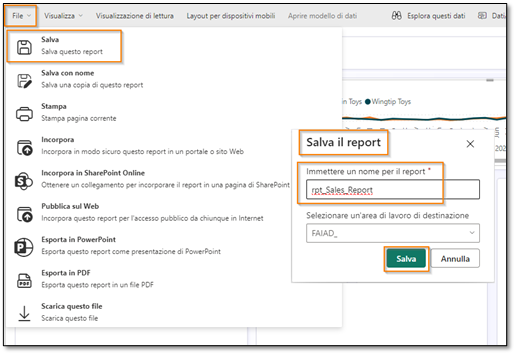 File Visualizza Visualizzazione di lettura Layout per dispositivi mobili Aprire modello di dati Esplora questi dati
Salva
Salva questo report
Salva con nome
Salva una copia di questo report
Stampa
Stampa pagina corrente
Incorpora
Incorpora in modo sicuro questo report in un portale o sito Web
Incorpora in SharePoint Online
Ottenere un collegamento per incorporare il report in una pagina di SharePoint
Pubblica sul Web
Incorpora questo report per l'accesso pubblico da chiunque in Internet
Esporta in PowerPoint
Esporta questo report come presentazione di PowerPoint
Esporta in PDF
Esporta questo report in un file PDF
Scarica questo file
Scarica questo file
Toys Wingtip Toys
Salva il report
Immettere un nome per il report *
rpt_Sales_Report
Selezionare un'area di lavoro di destinazione
FAIAD_
Salva Annulla